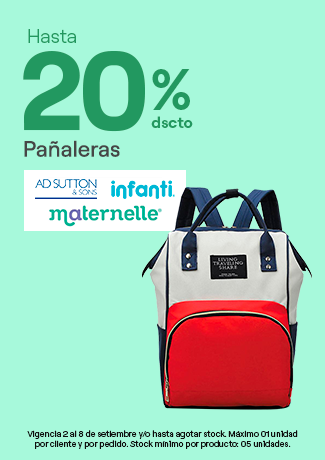 Hasta
20%
dscto
Pañaleras
AD SUTTON
& SONS
infanti
maternelle
LIVING
TRAVELING
SHARE
Vigencia 2 al 8 de setiembre y/o hasta agotar stock. Máximo 01 unidad
por cliente y por pedido. Stock mínimo por producto: 05 unidades.